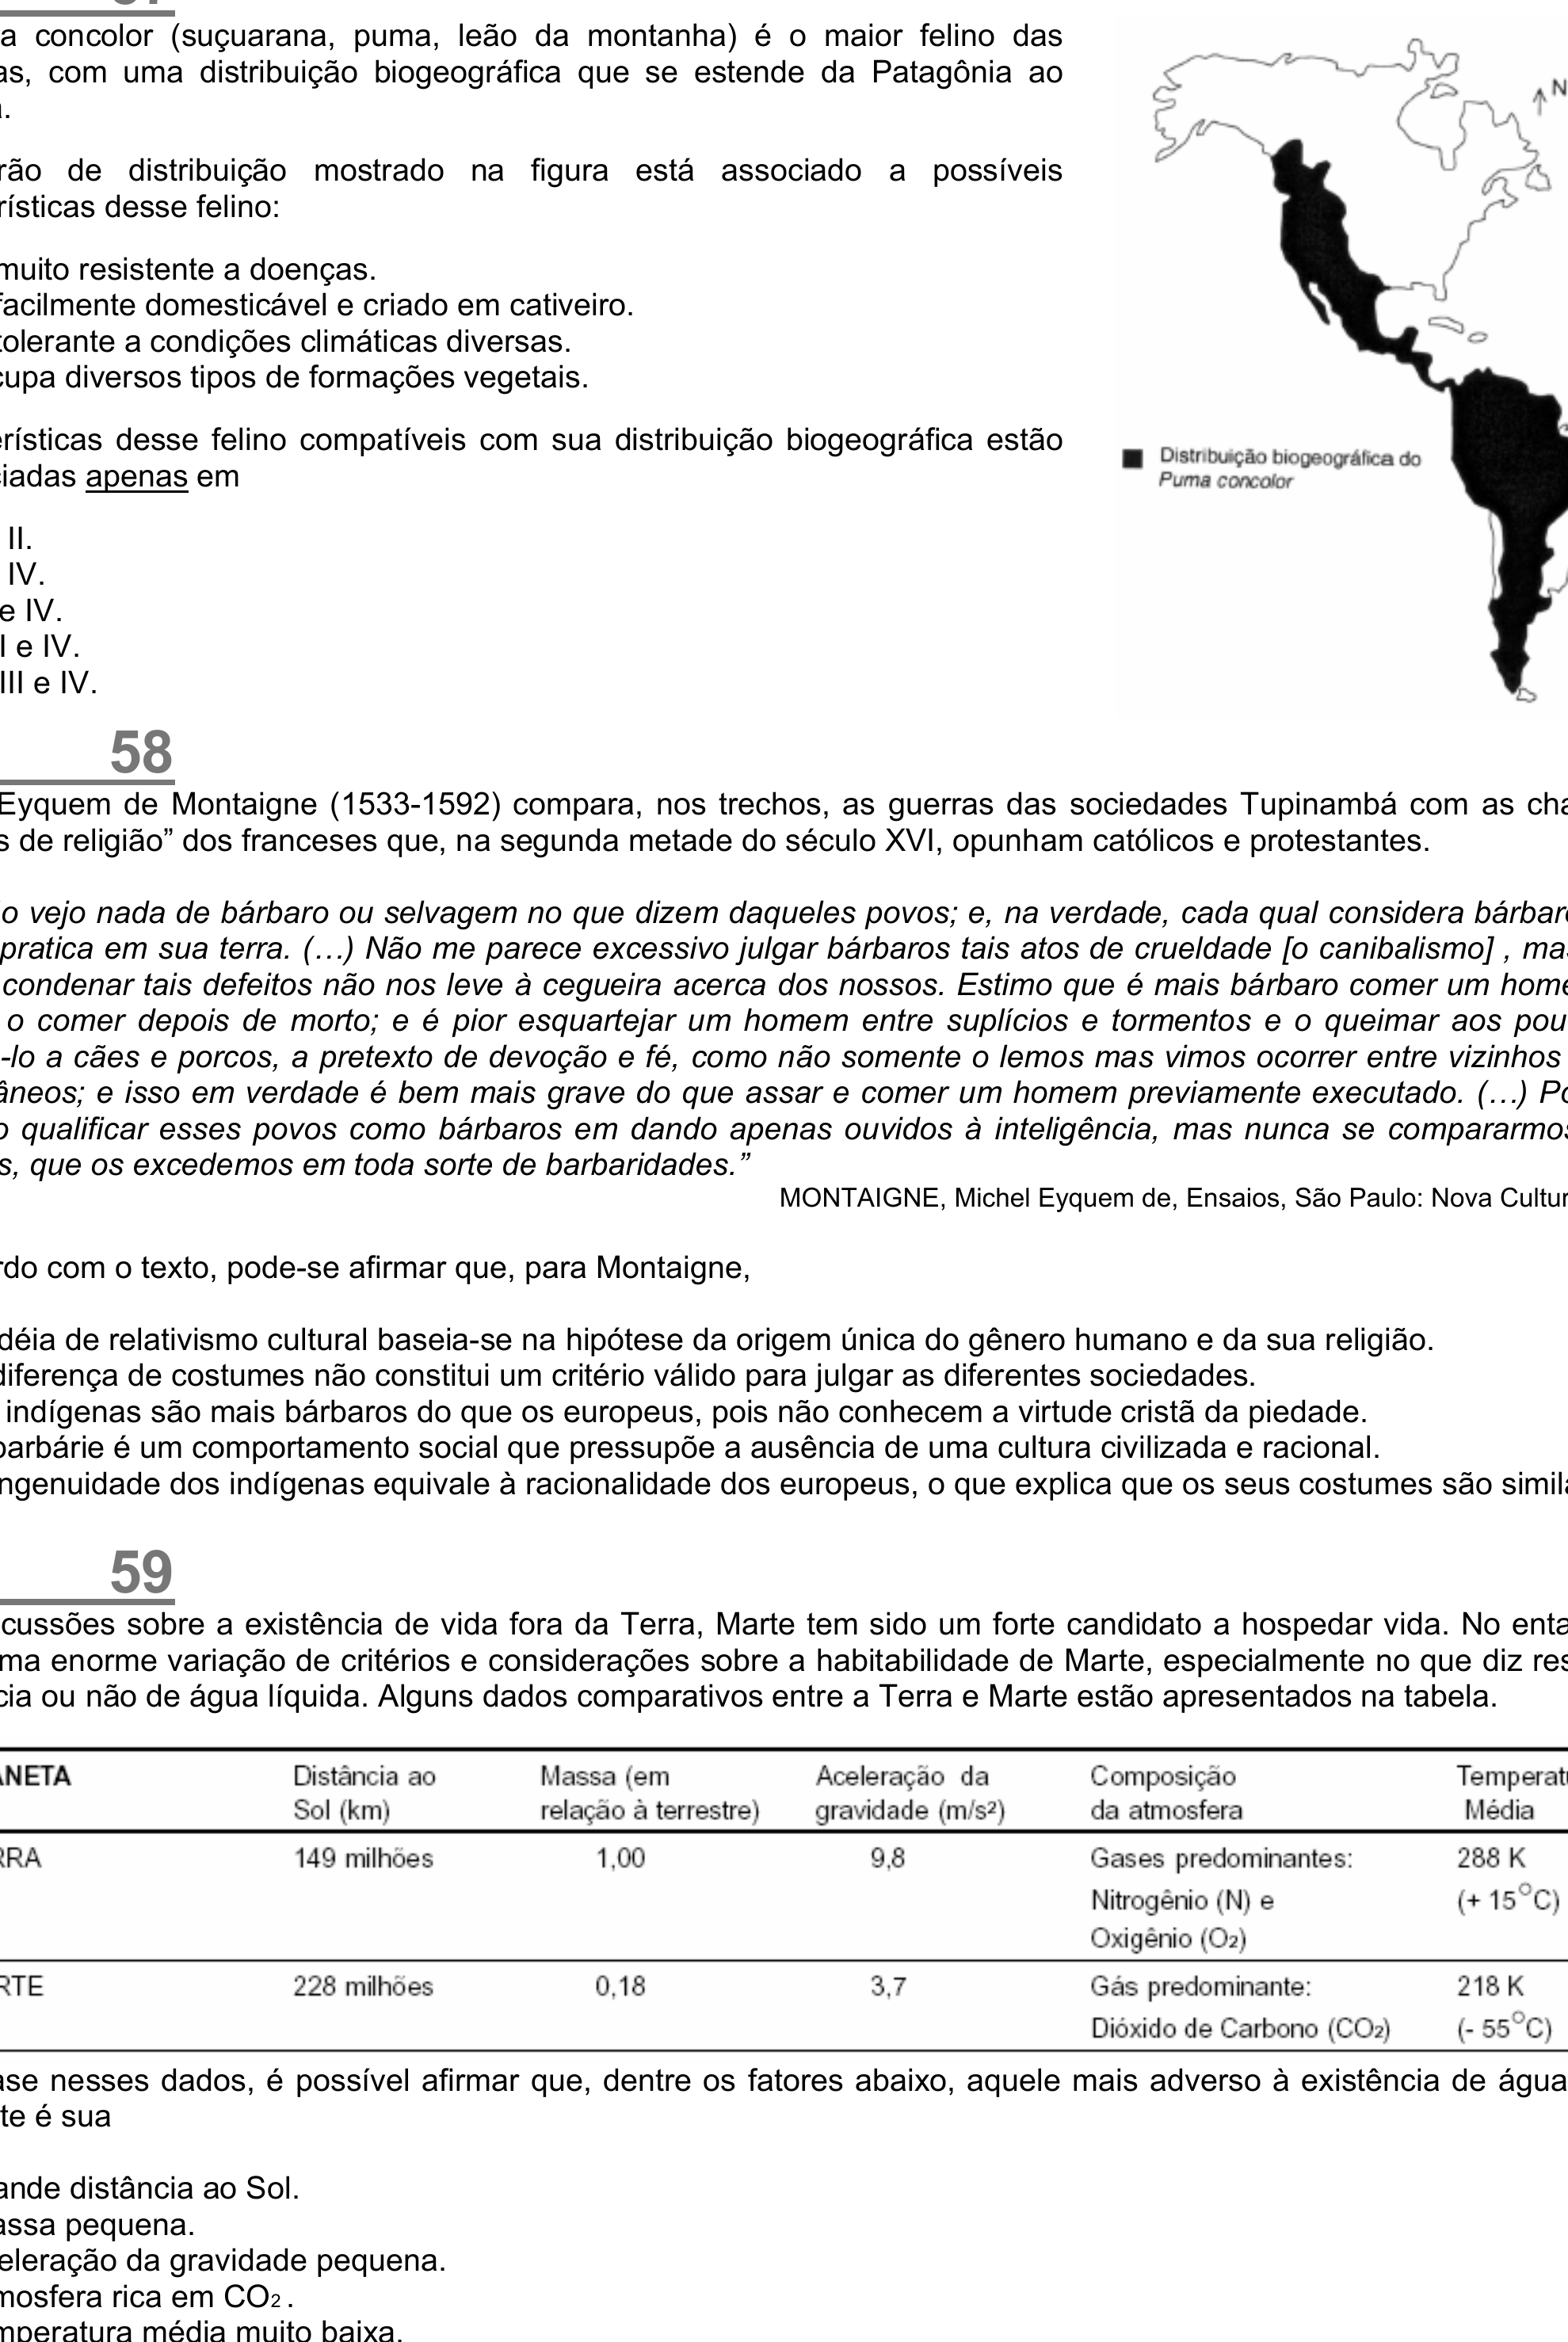 a concolor (suçuarana, puma, leão da montanha) é o maior felino das
as, com uma distribuição biogeográfica que se estende da Patagônia ao
rão de distribuição mostrado na figura está associado a possíveis
rísticas desse felino:
muito resistente a doenças.
facilmente domesticável e criado em cativeiro.
tolerante a condições climáticas diversas.
cupa diversos tipos de formações vegetais.
erísticas desse felino compatíveis com sua distribuição biogeográfica estão
ciadas apenas em
II.
IV.
e IV.
I e IV.
III e IV.
N
Distribuição biogeográfica do
Puma concolor
58
Eyquem de Montaigne (1533-1592) compara, nos trechos, as guerras das sociedades Tupinambá com as cha
s de religião” dos franceses que, na segunda metade do século XVI, opunham católicos e protestantes.
o vejo nada de bárbaro ou selvagem no que dizem daqueles povos; e, na verdade, cada qual considera bárbaro
pratica em sua terra. (…) Não me parece excessivo julgar bárbaros tais atos de crueldade [o canibalismo] , mas
condenar tais defeitos não nos leve à cegueira acerca dos nossos. Estimo que é mais bárbaro comer um home
o comer depois de morto; e é pior esquartejar um homem entre suplícios e tormentos e o queimar aos pou
-lo a cães e porcos, a pretexto de devoção e fé, como não somente o lemos mas vimos ocorrer entre vizinhos
âneos; e isso em verdade é bem mais grave do que assar e comer um homem previamente executado. (…) Po
o qualificar esses povos como bárbaros em dando apenas ouvidos à inteligência, mas nunca se compararmos
s, que os excedemos em toda sorte de barbaridades.”
MONTAIGNE, Michel Eyquem de, Ensaios, São Paulo: Nova Cultur
rdo com o texto, pode-se afirmar que, para Montaigne,
déia de relativismo cultural baseia-se na hipótese da origem única do gênero humano e da sua religião.
diferença de costumes não constitui um critério válido para julgar as diferentes sociedades.
indígenas são mais bárbaros do que os europeus, pois não conhecem a virtude cristã da piedade.
barbárie é um comportamento social que pressupõe a ausência de uma cultura civilizada e racional.
ngenuidade dos indígenas equivale à racionalidade dos europeus, o que explica que os seus costumes são simila
59
cussões sobre a existência de vida fora da Terra, Marte tem sido um forte candidato a hospedar vida. No enta
ma enorme variação de critérios e considerações sobre a habitabilidade de Marte, especialmente no que diz res
cia ou não de água líquida. Alguns dados comparativos entre a Terra e Marte estão apresentados na tabela.
ANETA Distância ao Massa (em Aceleração da Composição Temperatu
Sol (km) relação à terrestre) gravidade (m/s²) da atmosfera Média
RRA 149 milhões 1,00 9,8 Gases predominantes: 288 K
Nitrogênio (N) e (+ 15°C)
Oxigênio (O₂)
RTE 228 milhões 0,18 3,7 Gás predominante: 218 K
Dióxido de Carbono (CO₂) (- 55°C)
ase nesses dados, é possível afirmar que, dentre os fatores abaixo, aquele mais adverso à existência de água
te é sua
ande distância ao Sol.
assa pequena.
eleração da gravidade pequena.
mosfera rica em CO₂ .
mperatura média muito baixa.